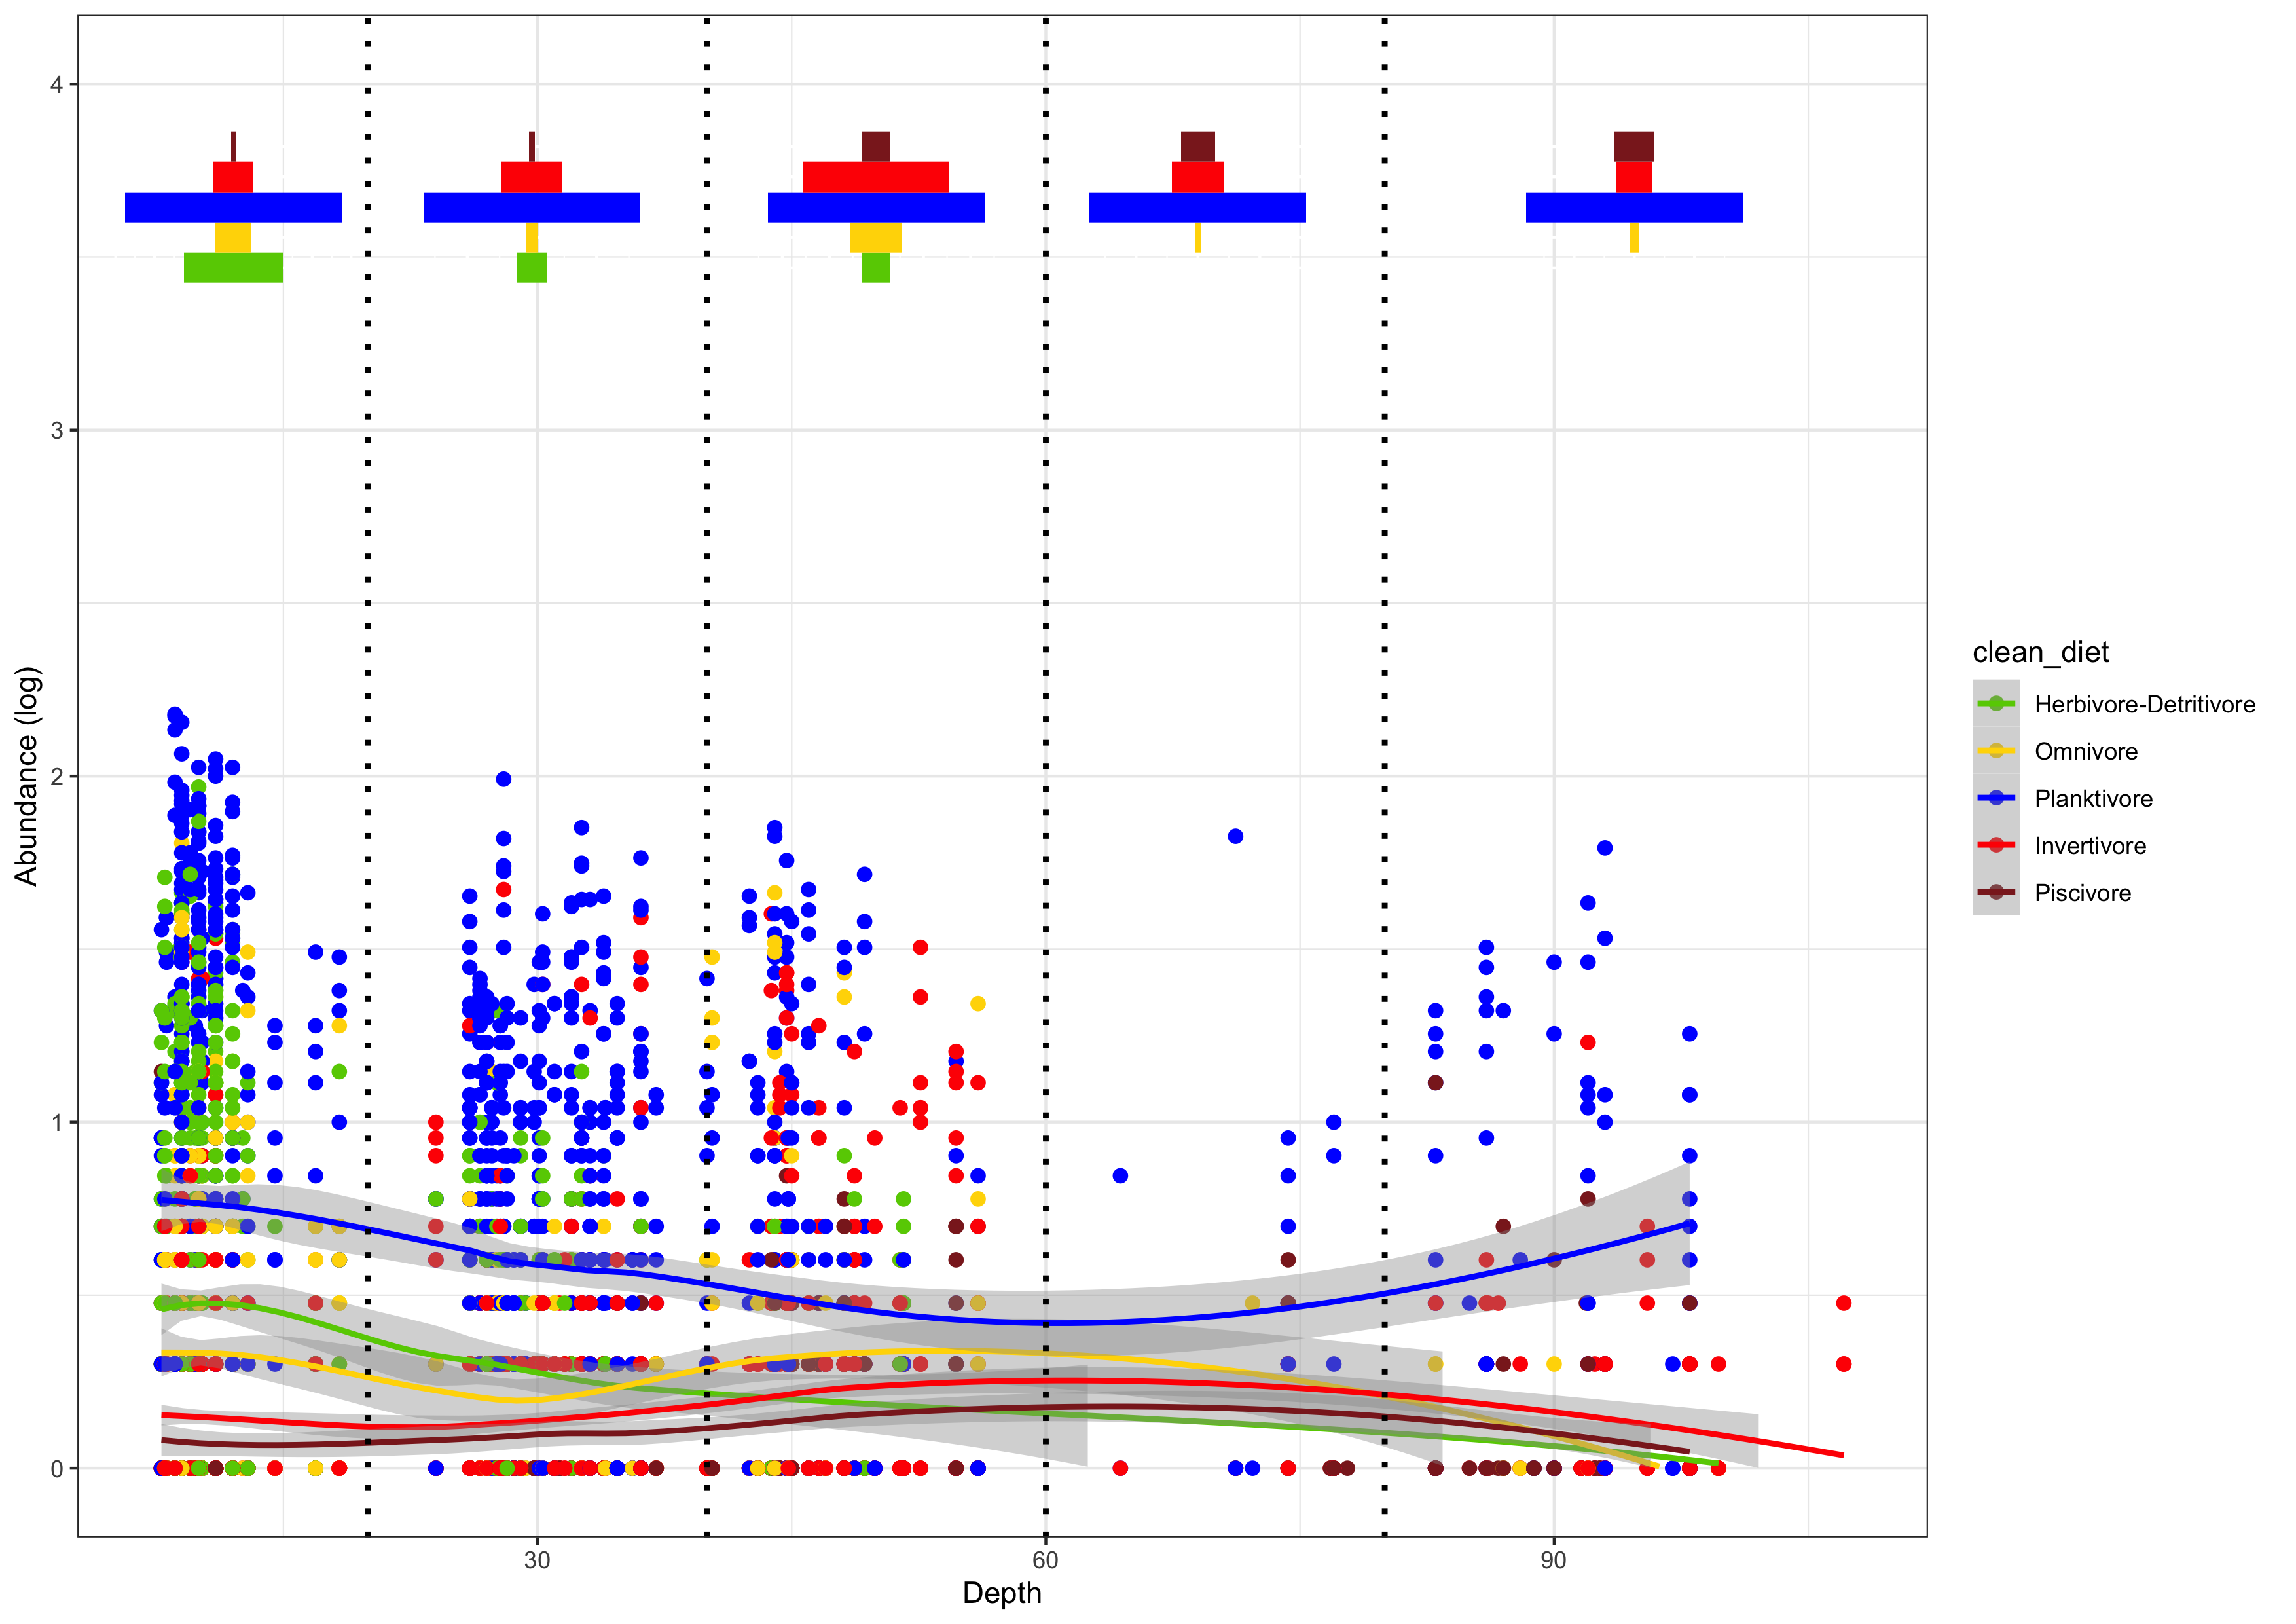 4
3
2
1
0
Abundance (log)
30
60
90
Depth
clean_diet
Herbivore-Detritivore
Omnivore
Planktivore
Invertivore
Piscivore